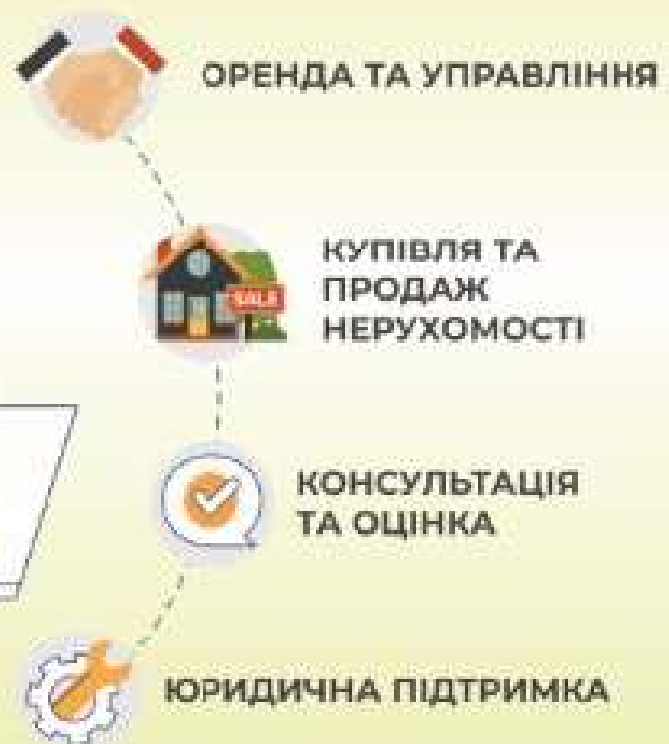 ОРЕНДА ТА УПРАВЛІННЯ
КУПІВЛЯ ТА
ПРОДАЖ
НЕРУХОМОСТІ
SALE
КОНСУЛЬТАЦІЯ
ТА ОЦІНКА
ЮРИДИЧНА ПІДТРИМКА